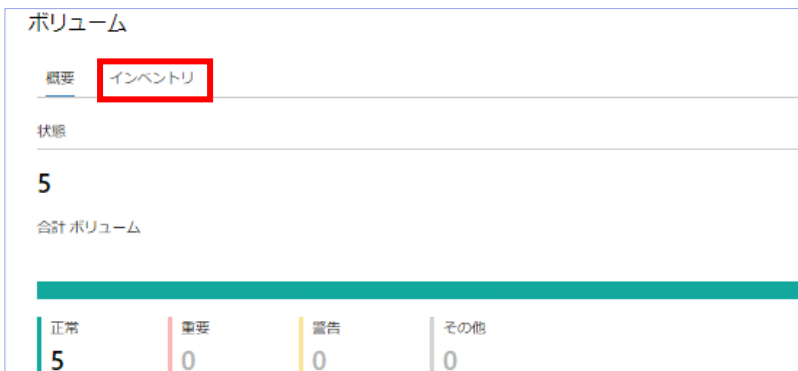 ボリューム
概要 インベントリ
状態
5
合計 ボリューム
正常 重要 警告 その他
5 0 0 0